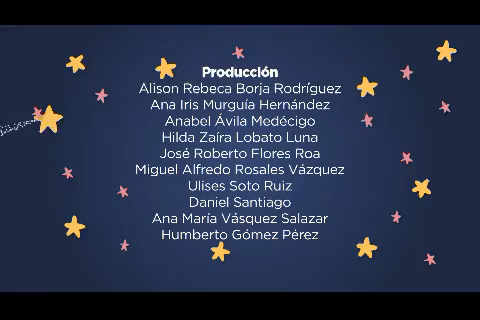 Producción
Alison Rebeca Borja Rodríguez
Ana Iris Murguía Hernández
Anabel Ávila Medécigo
Hilda Zaíra Lobato Luna
José Roberto Flores Roa
Miguel Alfredo Rosales Vázquez
Ulises Soto Ruiz
Daniel Santiago
Ana María Vásquez Salazar
Humberto Gómez Pérez